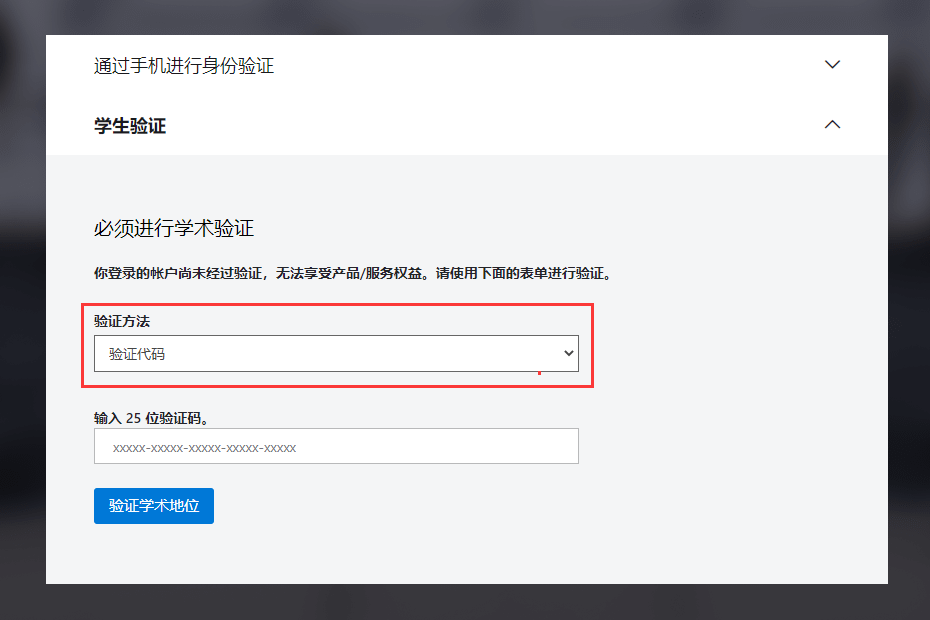 通过手机进行身份验证
学生验证
必须进行学术验证
你登录的帐户尚未经过验证，无法享受产品/服务权益。请使用下面的表单进行验证。
验证方法
验证代码
输入 25 位验证码。
xxxxx-xxxxx-xxxxx-xxxxx-xxxxx
验证学术地位